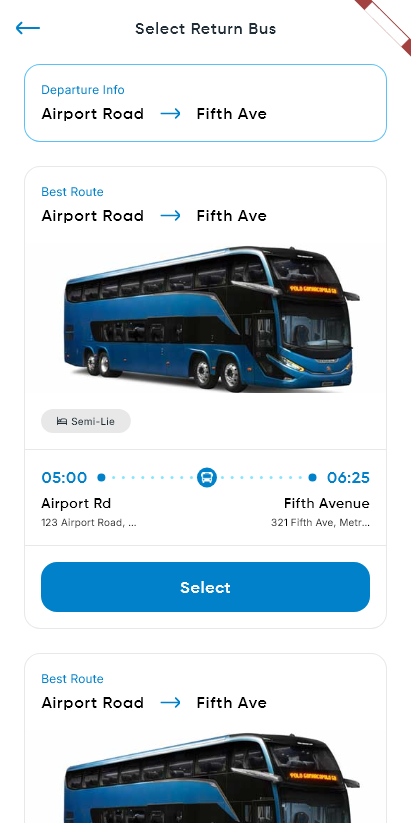 Select Return Bus
Departure Info
Airport Road → Fifth Ave
Best Route
Airport Road → Fifth Ave
Semi-Lie
05:00 06:25
Airport Rd Fifth Avenue
123 Airport Road, ... 321 Fifth Ave, Metr...
Select
Best Route
Airport Road → Fifth Ave